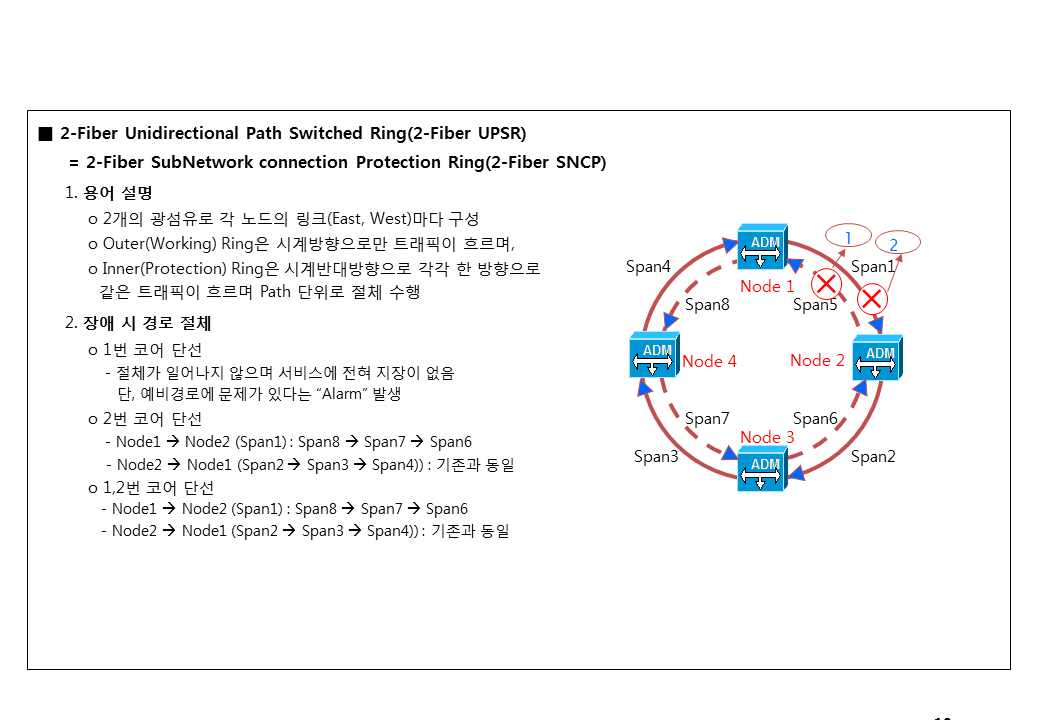 ■ 2-Fiber Unidirectional Path Switched Ring(2-Fiber UPSR)
= 2-Fiber SubNetwork connection Protection Ring(2-Fiber SNCP)
1. 용어 설명
o 2개의 광섬유로 각 노드의 링크(East, West)마다 구성
o Outer(Working) Ring은 시계방향으로만 트래픽이 흐르며,
o Inner(Protection) Ring은 시계반대방향으로 각각 한 방향으로
같은 트래픽이 흐르며 Path 단위로 절체 수행
2. 장애 시 경로 절체
o 1번 코어 단선
- 절체가 일어나지 않으며 서비스에 전혀 지장이 없음
단, 예비경로에 문제가 있다는 “Alarm” 발생
o 2번 코어 단선
- Node1 → Node2 (Span1) : Span8 → Span7 → Span6
- Node2 → Node1 (Span2 → Span3 → Span4)) : 기존과 동일
o 1,2번 코어 단선
- Node1 → Node2 (Span1) : Span8 → Span7 → Span6
- Node2 → Node1 (Span2 → Span3 → Span4)) : 기존과 동일
ADM
1
2
Span4
Node 1
Span1
Span8
Span5
ADM
Node 4
Node 2
ADM
Span7
Span6
Node 3
Span3
ADM
Span2